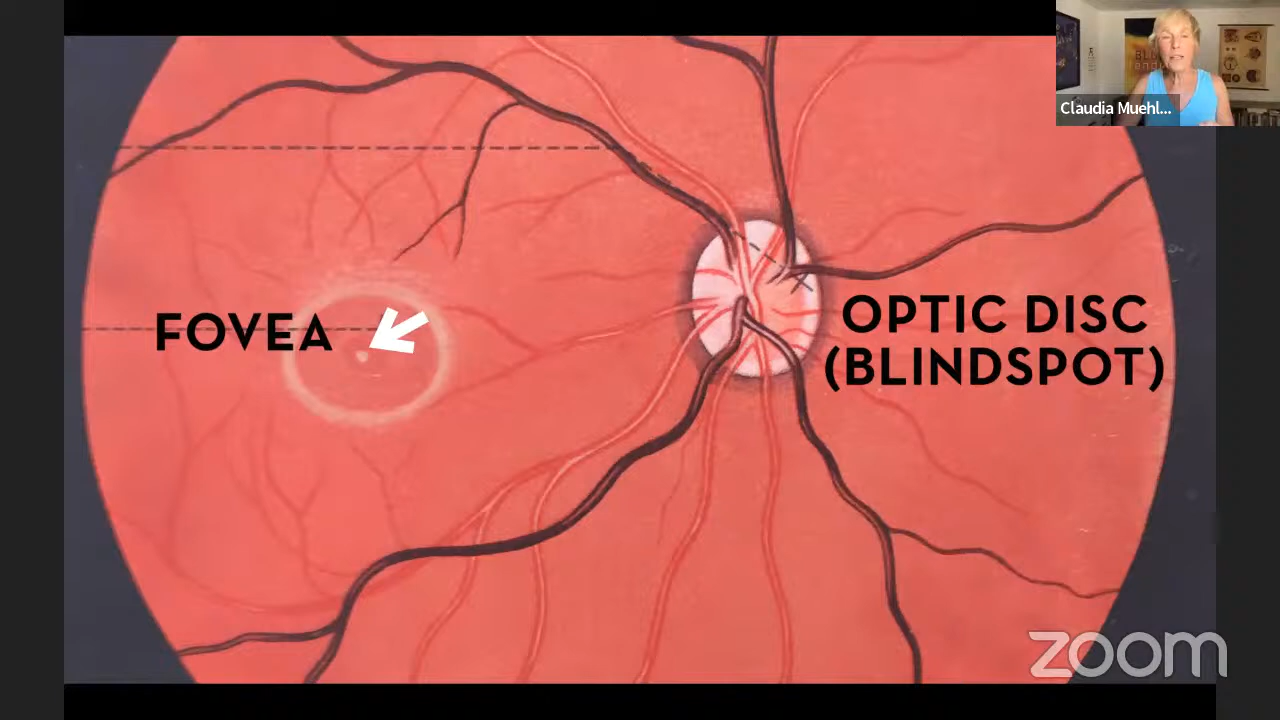 Claudia Muehl...
FOVEA
OPTIC DISC
(BLINDSPOT)
zoom